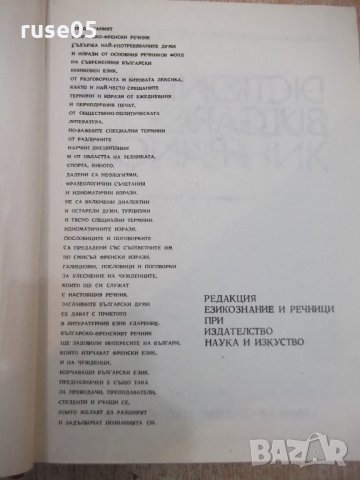 ruse05
БЪЛГАРСКО-ФРЕНСКИ РЕЧНИК
СЪДЪРЖА НАЙ-УПОТРЕБЯВАНИТЕ ДУМИ
И ИЗРАЗИ ОТ ОСНОВНИЯ РЕЧНИКОВ ФОНД
НА СЪВРЕМЕННИЯ БЪЛГАРСКИ
КНИЖОВЕН ЕЗИК,
ОТ РАЗГОВОРНАТА И БИТОВАТА ЛЕКСИКА,
КАКТО И НАЙ-ЧЕСТО СРЕЩАНИТЕ
ТЕРМИНИ И ИЗРАЗИ ОТ ЕЖЕДНЕВНИЯ
И ПЕРИОДИЧНИЯ ПЕЧАТ,
ОТ ОБЩЕСТВЕНО-ПОЛИТИЧЕСКАТА
ЛИТЕРАТУРА,
ПО-ВАЖНИТЕ СПЕЦИАЛНИ ТЕРМИНИ
ОТ РАЗЛИЧНИТЕ
НАУЧНИ ДИСЦИПЛИНИ
И ОТ ОБЛАСТТА НА ТЕХНИКАТА,
СПОРТА, КИНОТО.
ДАДЕНИ СА НЕОЛОГИЗМИ,
ФРАЗЕОЛОГИЧНИ СЪЧЕТАНИЯ
И ИДИОМАТИЧНИ ИЗРАЗИ.
НЕ СА ВКЛЮЧЕНИ ДИАЛЕКТНИ
И ОСТАРЕЛИ ДУМИ, ТУРЦИЗМИ
И ТЯСНО СПЕЦИАЛНИ ТЕРМИНИ.
ИДИОМАТИЧНИТЕ ИЗРАЗИ,
ПОСЛОВИЦИТЕ И ПОГОВОРКИТЕ
СА ПРЕДАДЕНИ СЪС СЪОТВЕТНИТЕ ИМ
ПО СМИСЪЛ ФРЕНСКИ ИЗРАЗИ,
ГАЛИЦИЗМИ, ПОСЛОВИЦИ И ПОГОВОРКИ
ЗА УЛЕСНЕНИЕ НА ЧУЖДЕНЦИТЕ,
КОИТО ЩЕ СИ СЛУЖАТ
С НАСТОЯЩИЯ РЕЧНИК.
ЗАГЛАВНИТЕ БЪЛГАРСКИ ДУМИ
СЕ ДАВАТ С ПРИЕТОТО
В ЛИТЕРАТУРНИЯ ЕЗИК УДАРЕНИЕ.
БЪЛГАРО-ФРЕНСКИЯТ РЕЧНИК
ЩЕ ЗАДОВОЛИ ИНТЕРЕСИТЕ НА БЪЛГАРИ,
КОИТО ИЗУЧАВАТ ФРЕНСКИ ЕЗИК,
И НА ЧУЖДЕНЦИ,
ИЗУЧАВАЩИ БЪЛГАРСКИ ЕЗИК.
ПРЕДНАЗНАЧЕН Е СЪЩО ТАКА
ЗА ПРЕВОДАЧИ, ПРЕПОДАВАТЕЛИ,
СТУДЕНТИ И УЧАЩИ СЕ,
КОИТО ЖЕЛАЯТ ДА РАЗШИРЯТ
И ЗАДЪЛБОЧАТ ПОЗНАНИЯТА СИ.
РЕДАКЦИЯ
ЕЗИКОЗНАНИЕ И РЕЧНИЦИ
ПРИ
ИЗДАТЕЛСТВО
НАУКА И ИЗКУСТВО
BAZAR
.bg